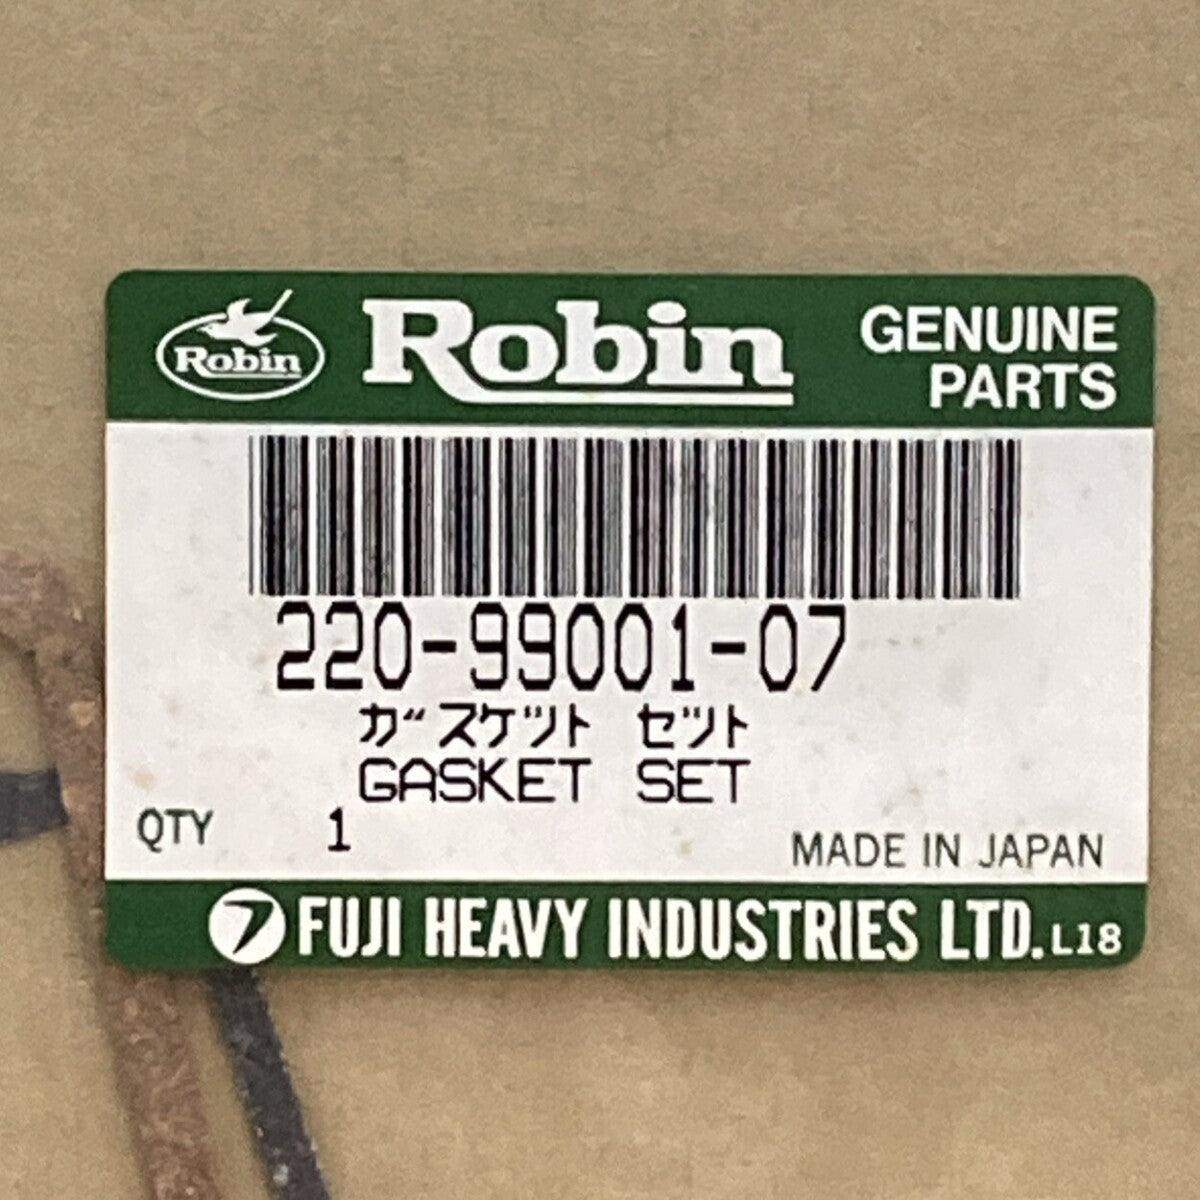 Robin
Robin
GENUINE
PARTS
220-99001-07
ガスケット セット
GASKET SET
QTY 1
MADE IN JAPAN
フ FUJI HEAVY INDUSTRIES LTD. L18